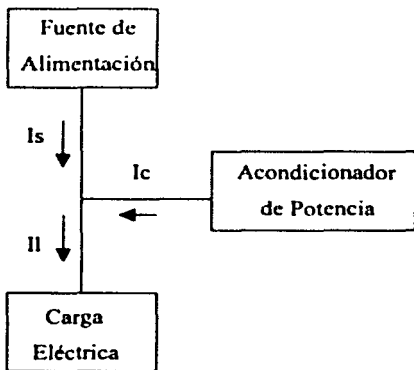 Fuente de
Alimentación
Is
Ic
Acondicionador
de Potencia
Il
Carga
Eléctrica